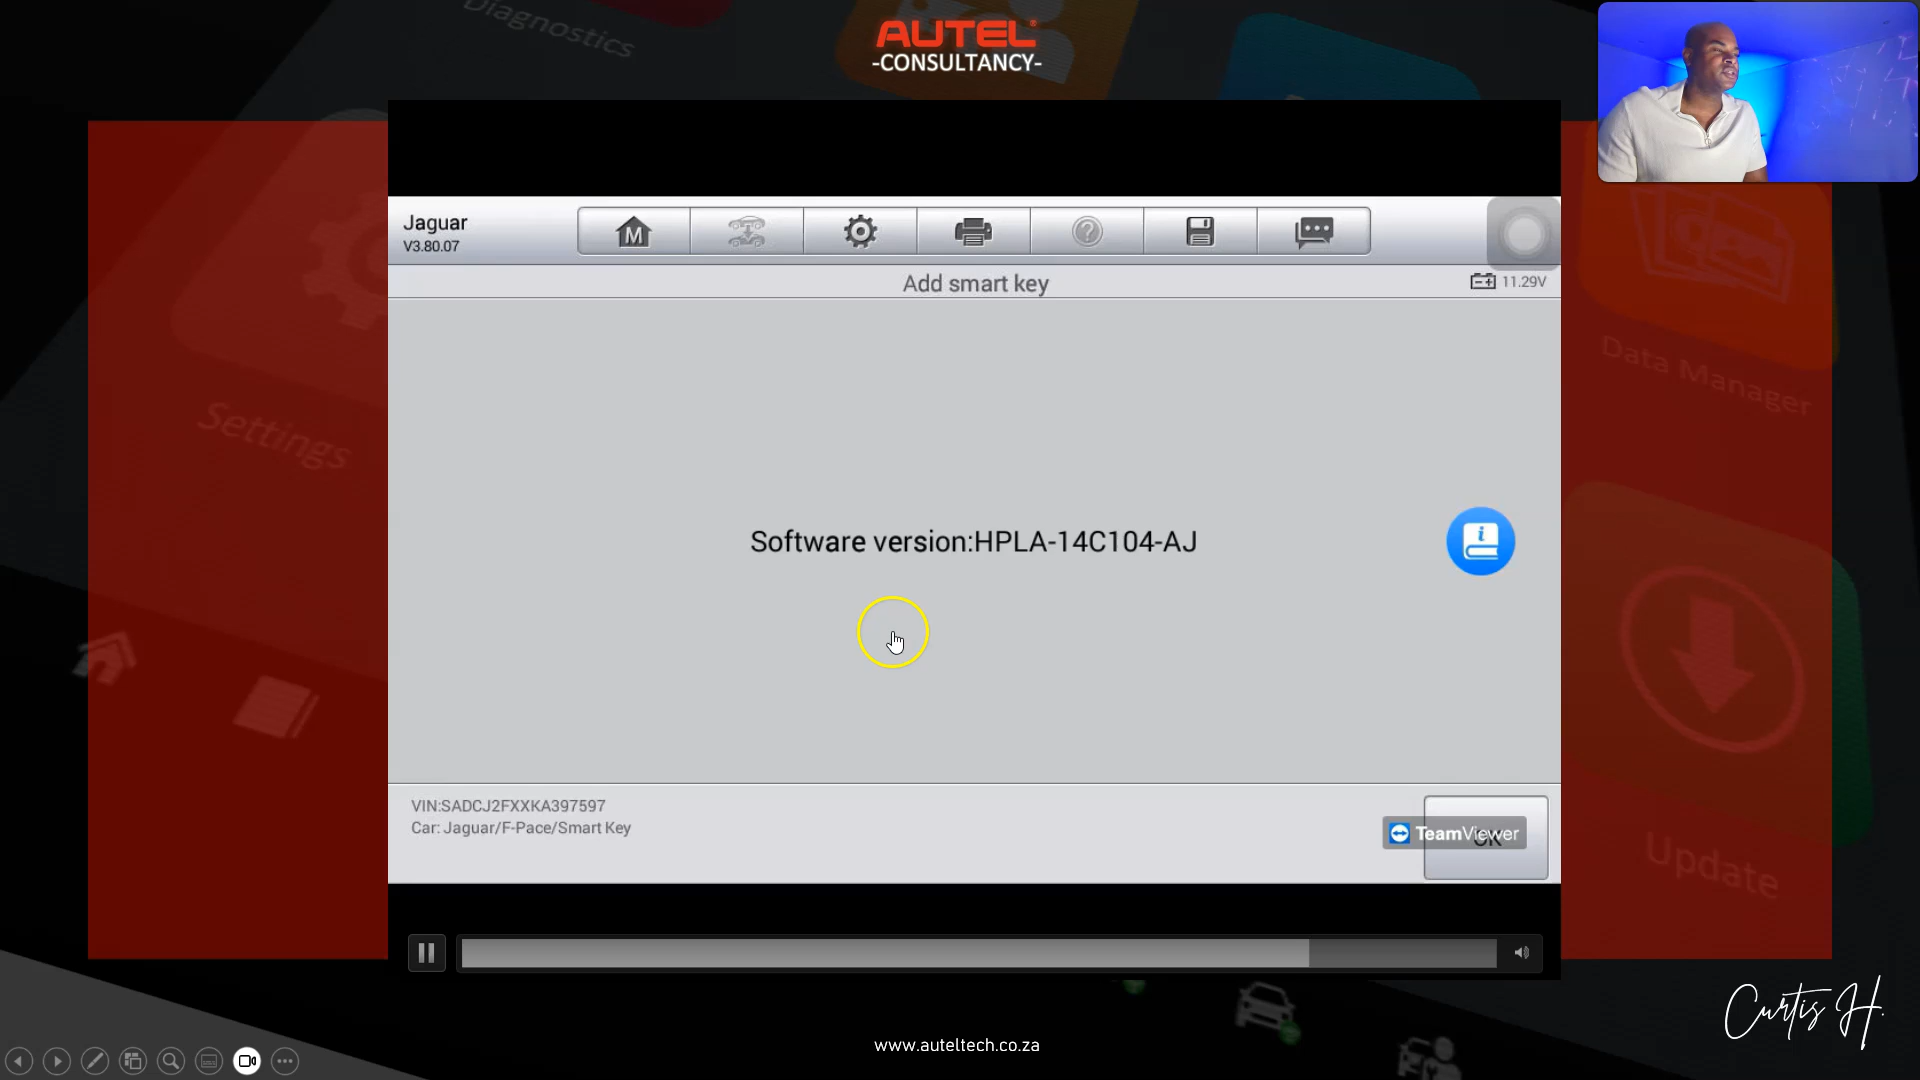 Diagnostics
AUTEL
-CONSULTANCY-
Jaguar
V3.80.07
M
Add smart key
11.29V
Settings
Data Manager
Software version:HPLA-14C104-AJ
i
VIN:SADCJ2FXXKA397597
Car: Jaguar/F-Pace/Smart Key
TeamViewer
OK
Update
Curtis H.
www.auteltech.co.za